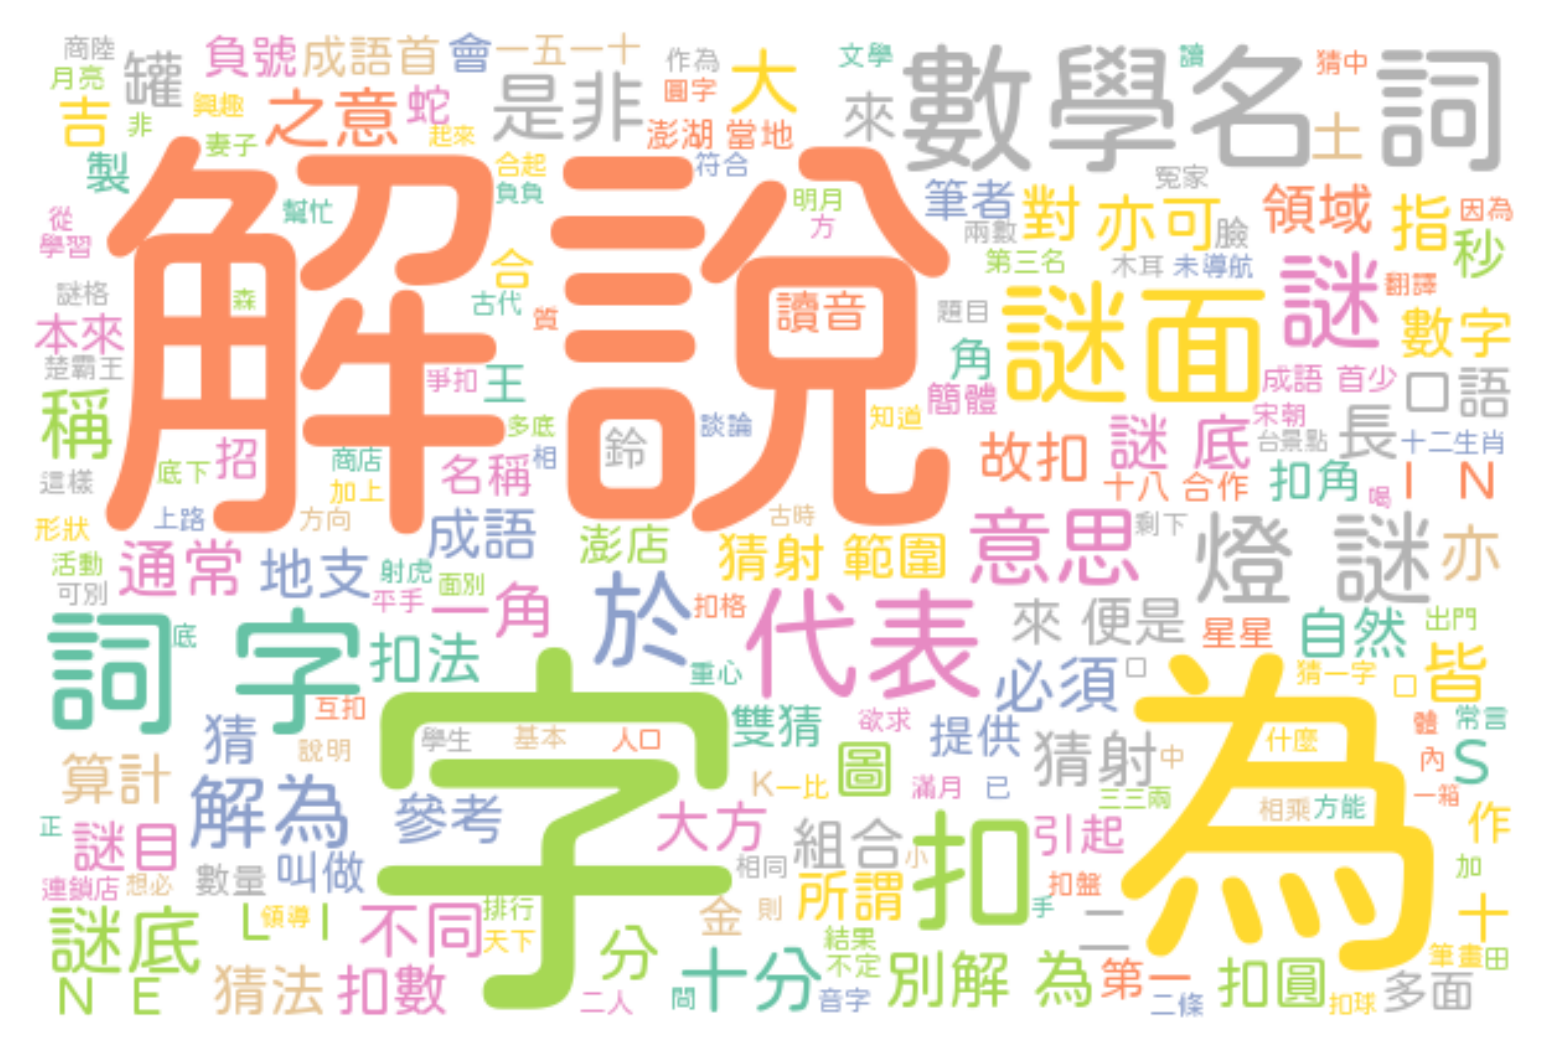 商陸 負號 成語首 會 一五一十 作為 文學 讀 猜中
月亮 罐 是非 大 圓字 數學名 詞
吉 興趣 之意 蛇 來 土
非 妻子 起來 澎湖 當地
製 合起 符合 冤家
從 幫忙 負負 明月 筆者 對 亦可 領域 指 因為
學習 解說 方 兩數 臉 秒
合 第三名 木耳 未導航 謎
謎格 森 古代 質 讀音 題目 謎面 翻譯
本來 數字
楚霸王 爭扣 王 角 成語 首少 口語
稱 簡體 宋朝
多底 談論 知道 謎 底 台景點 長 十二生肖
底下 招 商店 名稱 相 鈴 故扣
這樣 加上 十八 合作 扣角 喝 I N
形狀 上路 方向 成語 古時 意思 剩下 燈 謎
活動 通常 地支 射虎 澎店 猜射 範圍 亦
可別 平手 面別 一角 於 扣格 代表 來 便是 星星 自然 出門
詞 底 字 扣法 重心 必須 口 猜一字 口 皆
互扣 雙猜 欲求 提供 體 常言
猜 說明 字 學生 基本 人口 猜射 中 為 什麼 內 S
算計 K一比 圖 滿月 已 三三兩 一箱
解為 參考 大方 相乘 方能 作
正 謎目 組合 小 扣 引起
連鎖店 想必 數量 叫做 相同 所謂 扣盤 加
謎底 L I 領導 不同 排行 金 則 手 二 十
天下 分 結果 筆畫 田
N E 猜法 扣數 十分 不定 別解 為 第一 扣圓 多面
二人 間 音字 二條 扣球